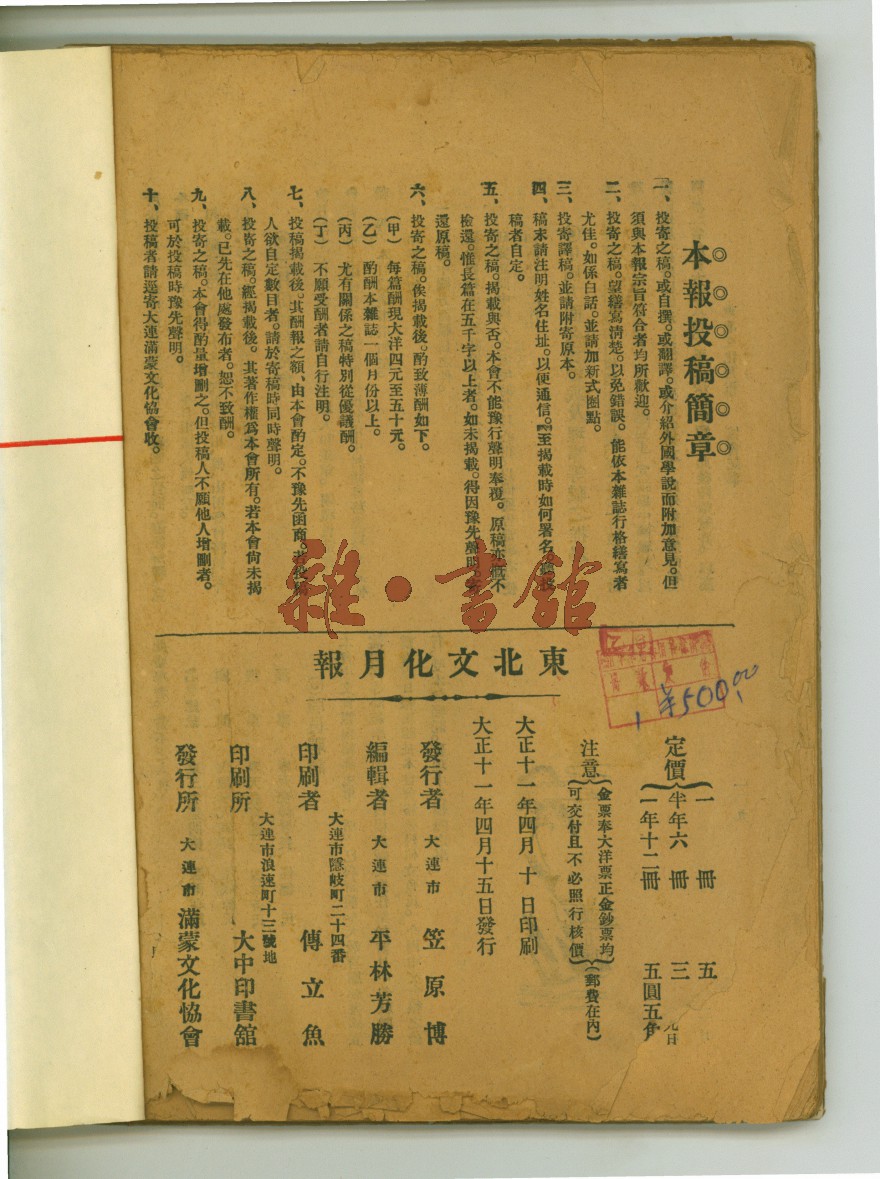 本報投稿簡章
一、投寄之稿。或自撰。或翻譯。或介紹外國學說而附加意見。但
須與本報宗旨符合者均所歡迎。
二、投寄之稿。望繕寫清楚。以免錯誤。能依本雜誌行格繕寫者
尤佳。如係白話。並請加新式圈點。
三、投寄譯稿。並請附寄原本。
四、稿末請注明姓名住址。以便通信。至揭載時如何署名。
稿者自定。
五、投寄之稿。揭載與否。本會不能豫行聲明奉覆。原稿亦概不
檢還。惟長篇在五千字以上者。如未揭載。得因豫先聲明。
還原稿。
六、投寄之稿。俟揭載後。酌致薄酬如下。
(甲) 每篇酬現大洋四元至五十元。
(乙) 酌酬本雜誌一個月份以上。
(丙) 尤有關係之稿特別從優議酬。
(丁) 不願受酬者請自行注明。
七、投稿揭載後。其酬報之額、由本會酌定。不豫先函商。若投稿
人欲自定數目者。請於寄稿時同時聲明。
八、投寄之稿。經揭載後。其著作權爲本會所有。若本會尙未揭
載。已先在他處發布者。恕不致酬。
九、投寄之稿。本會得酌量增刪之。但投稿人不願他人增刪者。
可於投稿時豫先聲明。
十、投稿者請逕寄大連滿蒙文化協會收。
雜·書館
東北文化月報
¥500.00
定價
一冊 五
半年六冊 三
一年十二冊 五圓五角
(郵費在內)
注意
金票奉大洋票正金鈔票均
可交付且不必照行核價
大正十一年四月十日印刷
大正十一年四月十五日發行
發行者 大連市 笠原博
編輯者 大連市 平林芳勝
大連市隱岐町二十四番
印刷者 傅立魚
大連市浪速町十三號地
印刷所 大中印書舘
發行所 大連市 滿蒙文化協會